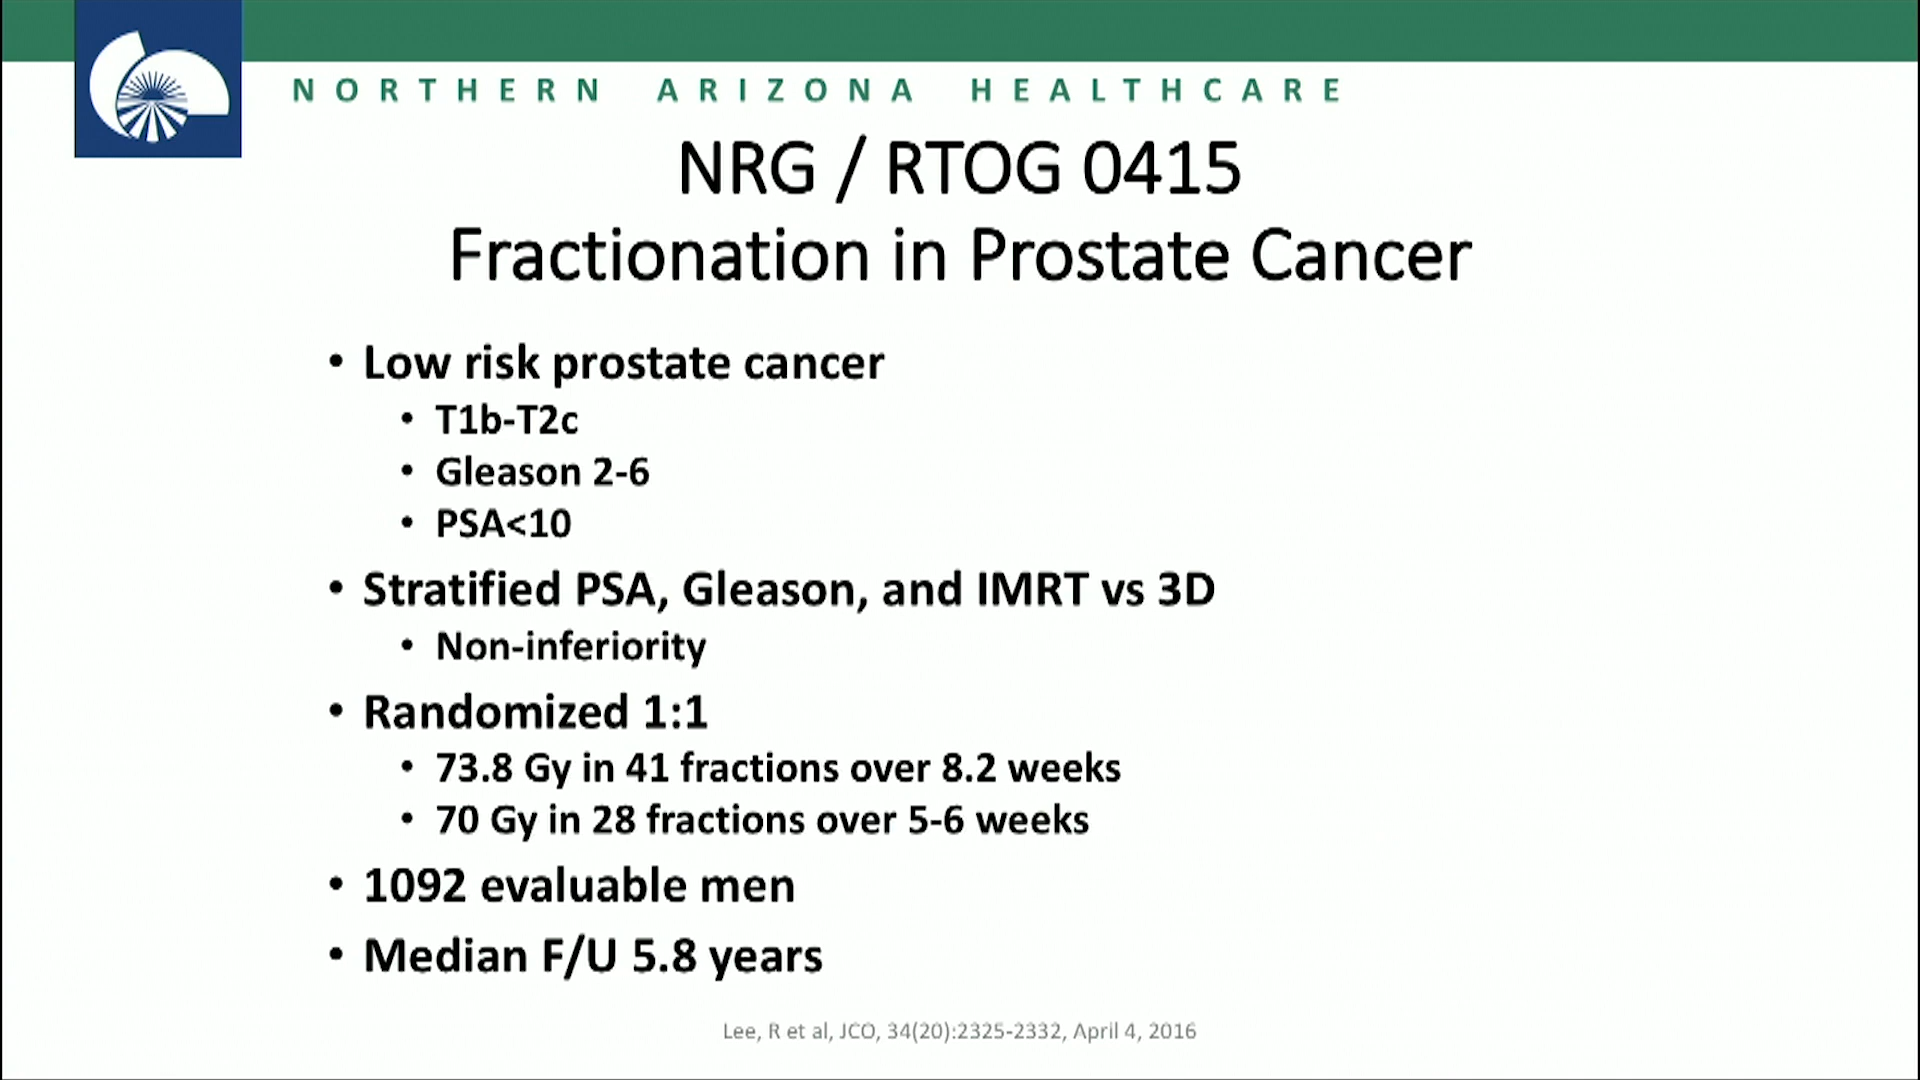 NORTHERN ARIZONA HEALTHCARE
NRG / RTOG 0415
Fractionation in Prostate Cancer
• Low risk prostate cancer
• T1b-T2c
• Gleason 2-6
• PSA<10
• Stratified PSA, Gleason, and IMRT vs 3D
• Non-inferiority
• Randomized 1:1
• 73.8 Gy in 41 fractions over 8.2 weeks
• 70 Gy in 28 fractions over 5-6 weeks
• 1092 evaluable men
• Median F/U 5.8 years
Lee, R et al, JCO, 34(20):2325-2332, April 4, 2016